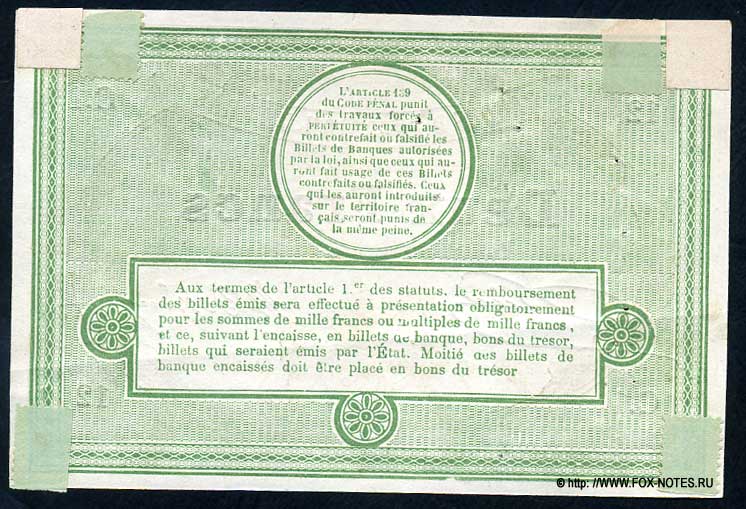 L'ARTICLE 139
du CODE PÉNAL punit
des travaux forcés à
PERPÉTUITÉ ceux qui au-
ront contrefait ou falsifié les
Billets de Banques autorisées
par la loi, ainsi que ceux qui au-
ront fait usage de ces Billets
contrefaits ou falsifiés. Ceux
qui les auront introduits
sur le territoire fran-
çais seront punis de
la même peine.
Aux termes de l'article 1.er des statuts, le remboursement
des billets émis sera effectué à présentation obligatoirement
pour les sommes de mille francs ou multiples de mille francs,
et ce, suivant l'encaisse, en billets de banque, bons du tresor,
billets qui seraient émis par l'État. Moitié des billets de
banque encaissés doit être placé en bons du trésor
© http://www.FOX-NOTES.RU